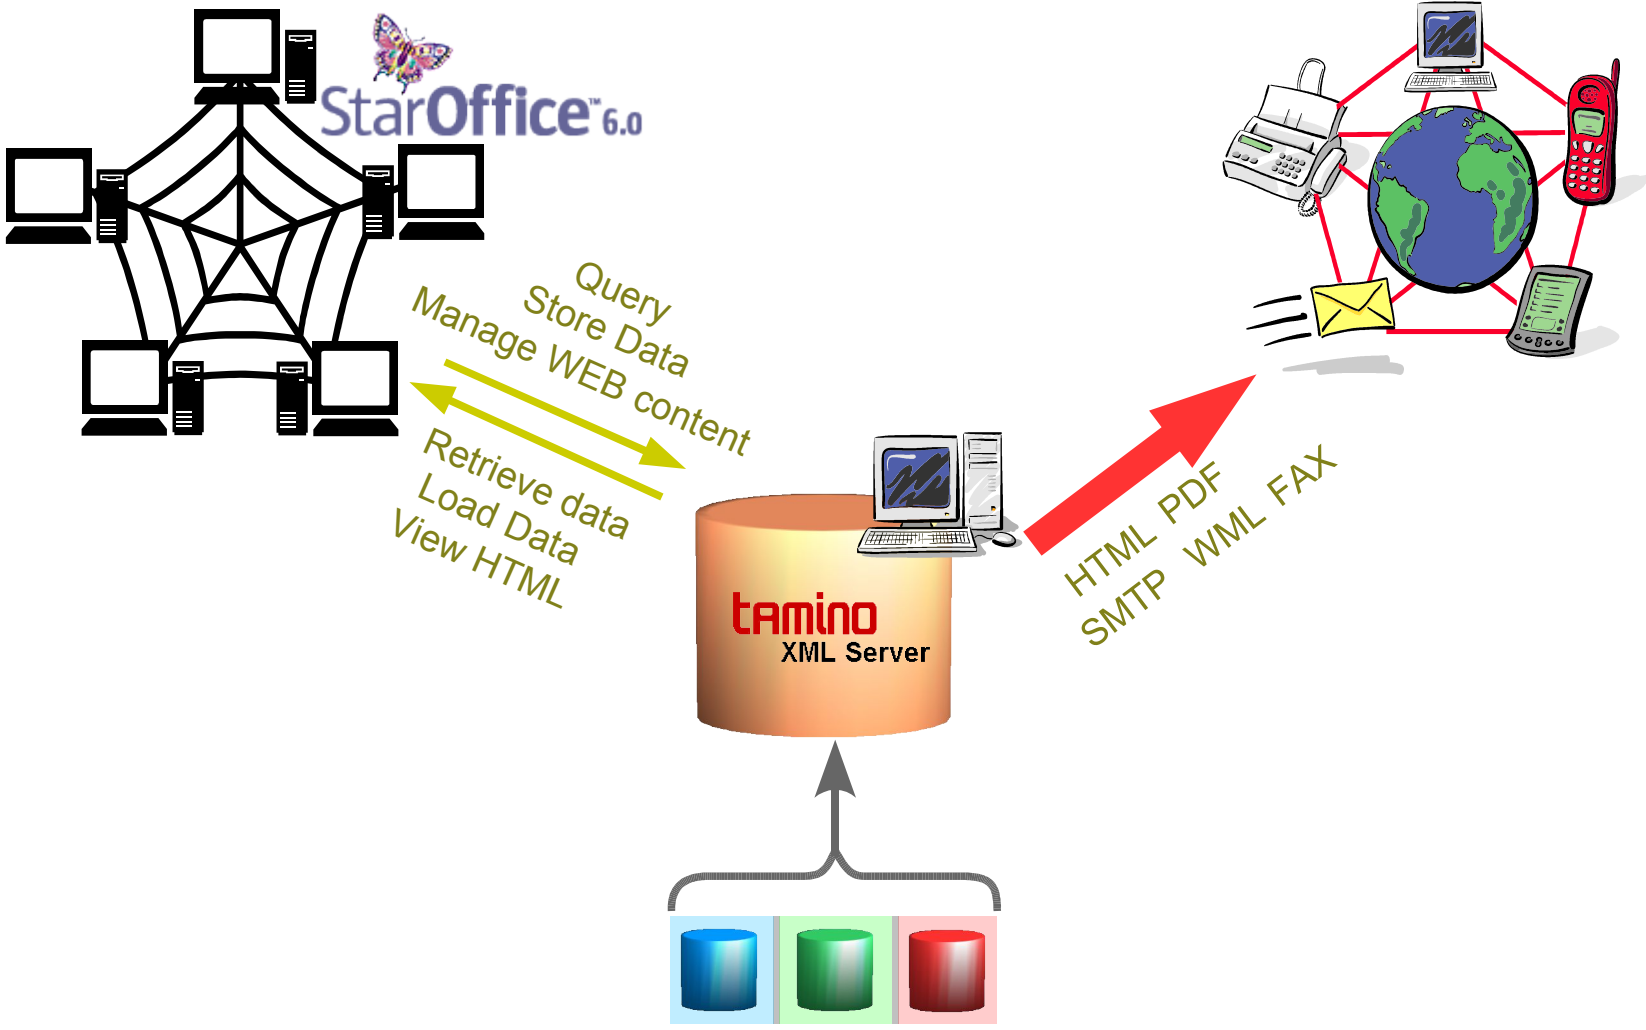 StarOffice™ 6.0
Query
Store Data
Manage WEB content
Retrieve data
Load Data
View HTML
HTML PDF
SMTP WML FAX
tamino
XML Server